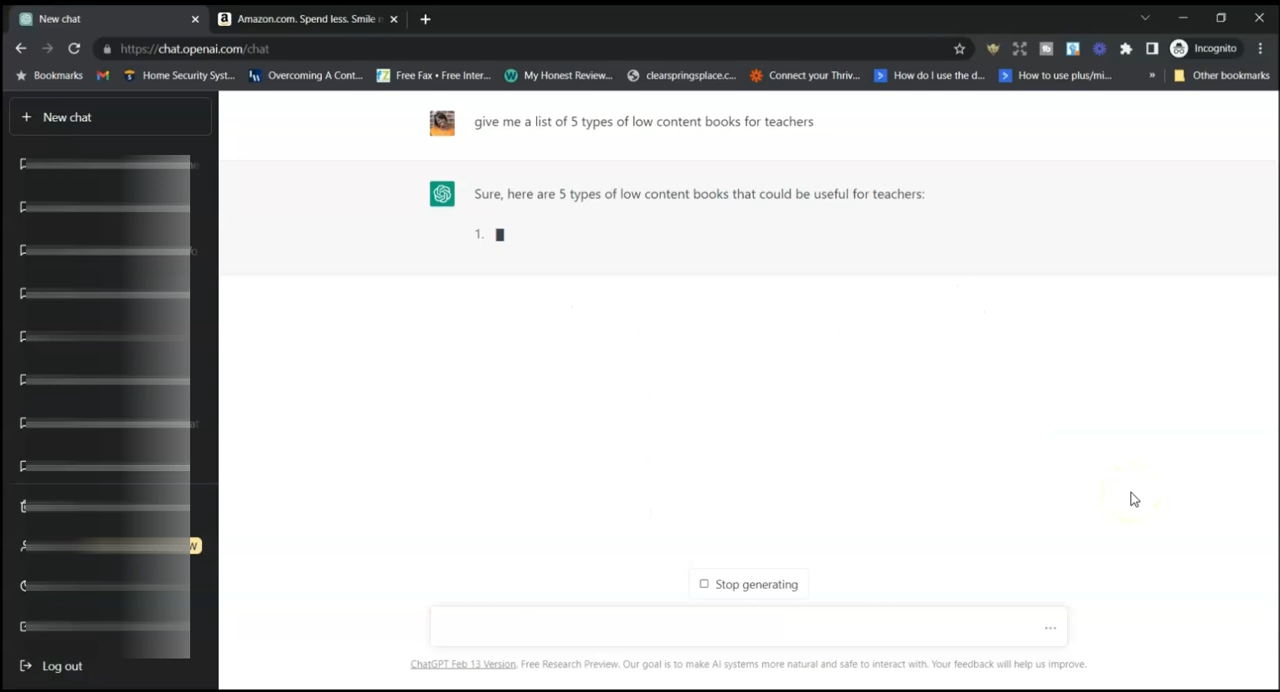 New chat
Amazon.com. Spend less. Smile
https://chat.openai.com/chat
Incognito
Bookmarks
Home Security Syst...
Overcoming A Cont...
Free Fax • Free Inter...
My Honest Review...
clearspringsplace.c...
Connect your Thriv...
How do I use the d...
How to use plus/mi...
»
Other bookmarks
+ New chat
give me a list of 5 types of low content books for teachers
Sure, here are 5 types of low content books that could be useful for teachers:
1.
Stop generating
...
Log out
ChatGPT Feb 13 Version. Free Research Preview. Our goal is to make AI systems more natural and safe to interact with. Your feedback will help us improve.